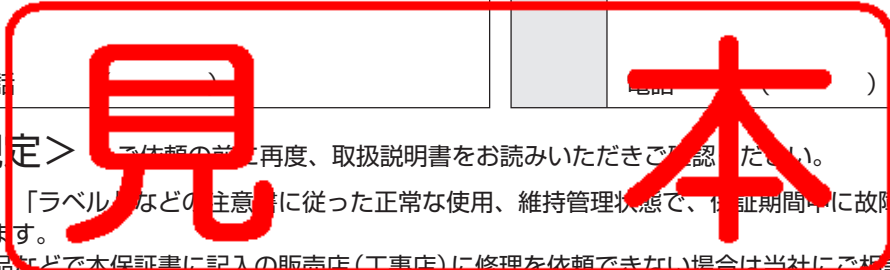 見本
話　　　　　　　）
電話　　　（　　　　）
定＞　ご依頼の前に再度、取扱説明書をお読みいただきご確認ください。
「ラベル」などの注意書に従った正常な使用、維持管理状態で、保証期間中に故障
ます。
品などで本保証書に記入の販売店（工事店）に修理を依頼できない場合は当社にご相